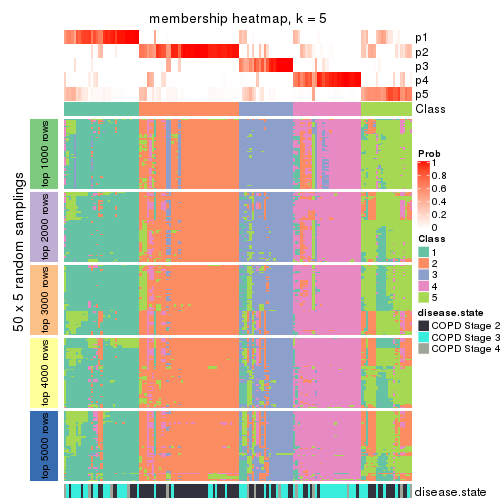 membership heatmap, k = 5
p1
p2
p3
p4
p5
Class
50 x 5 random samplings
top 1000 rows
top 2000 rows
top 3000 rows
top 4000 rows
top 5000 rows
disease.state
Prob
1
0.8
0.6
0.4
0.2
0
Class
1
2
3
4
5
disease.state
COPD Stage 2
COPD Stage 3
COPD Stage 4